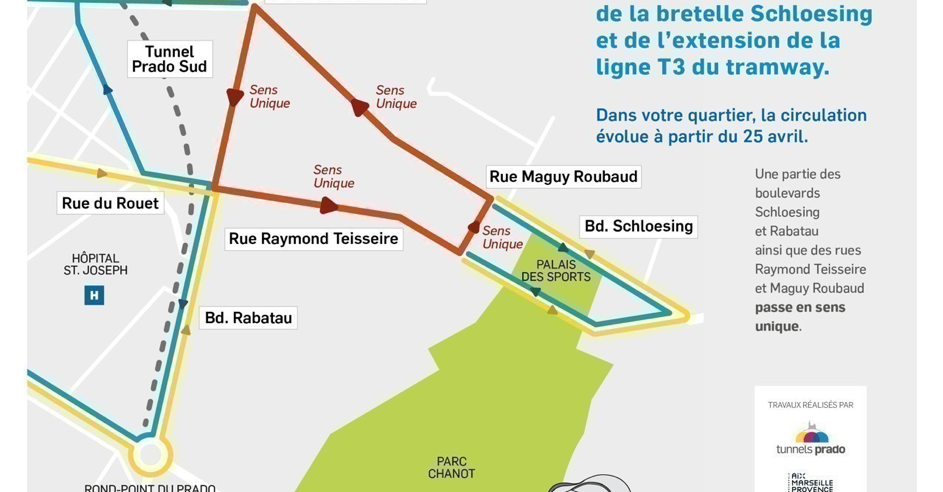 de la bretelle Schloesing
et de l'extension de la
ligne T3 du tramway.
Dans votre quartier, la circulation
évolue à partir du 25 avril.
Une partie des
boulevards
Schloesing
et Rabatau
ainsi que des rues
Raymond Teisseire
et Maguy Roubaud
passe en sens
unique.
Tunnel
Prado Sud
Sens
Unique
Sens
Unique
Sens
Unique
Rue Maguy Roubaud
Rue du Rouet
Bd. Schloesing
Sens
Unique
Rue Raymond Teisseire
HÔPITAL
ST. JOSEPH
H
PALAIS
DES SPORTS
Bd. Rabatau
TRAVAUX RÉALISÉS PAR
tunnels prado
AIX
MARSEILLE
PROVENCE
PARC
CHANOT
ROND-POINT DU PRADO